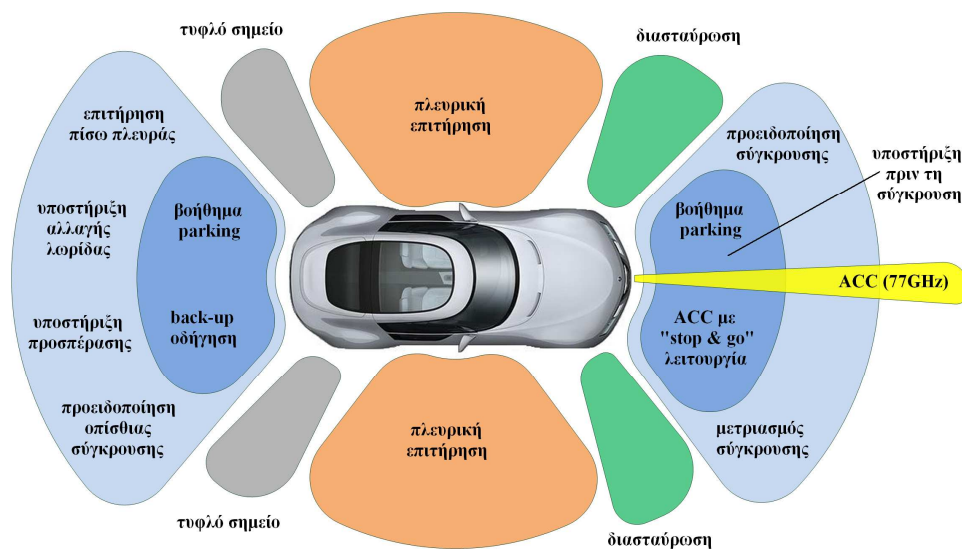 τυφλό σημείο
διασταύρωση
επιτήρηση
πίσω πλευράς
πλευρική
επιτήρηση
προειδοποίηση
σύγκρουσης
υποστήριξη
πριν τη
σύγκρουση
υποστήριξη
αλλαγής
λωρίδας
βοήθημα
parking
βοήθημα
parking
ACC (77GHz)
υποστήριξη
προσπέρασης
back-up
οδήγηση
ACC με
"stop & go"
λειτουργία
προειδοποίηση
οπίσθιας
σύγκρουσης
πλευρική
επιτήρηση
μετριασμός
σύγκρουσης
τυφλό σημείο
διασταύρωση